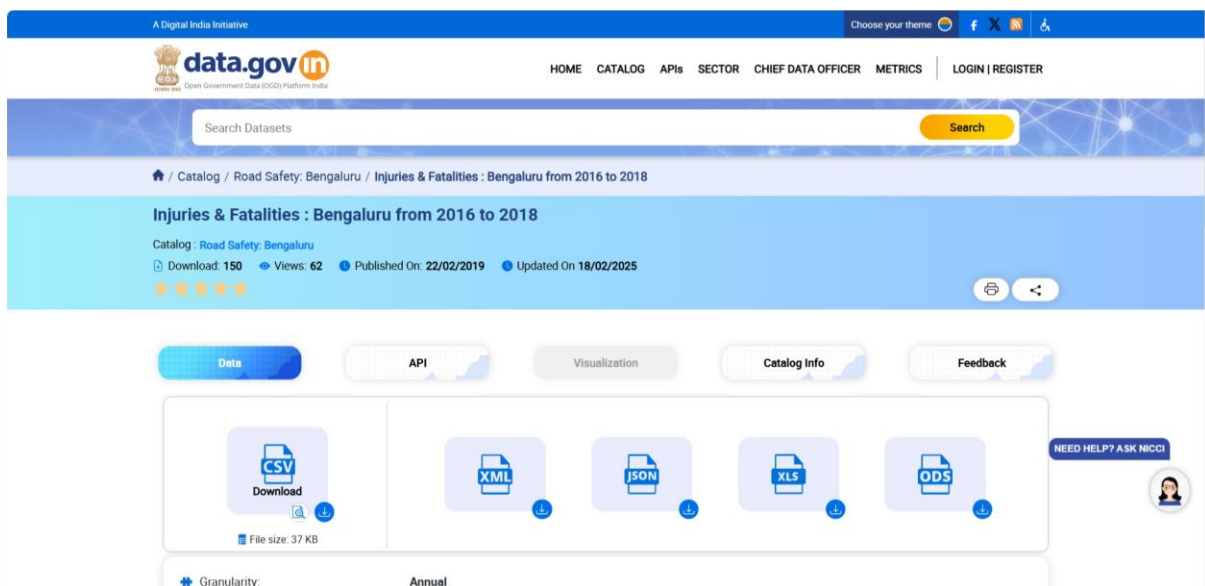 A Digital India Initiative
Choose your theme
data.gov in
Open Government Data (OGD) Platform India
HOME CATALOG APIs SECTOR CHIEF DATA OFFICER METRICS LOGIN | REGISTER
Search Datasets
Search
/ Catalog / Road Safety: Bengaluru / Injuries & Fatalities : Bengaluru from 2016 to 2018
Injuries & Fatalities : Bengaluru from 2016 to 2018
Catalog : Road Safety: Bengaluru
Download: 150 Views: 62 Published On: 22/02/2019 Updated On 18/02/2025
Data API Visualization Catalog Info Feedback
CSV
Download
File size: 37 KB
XML JSON XLS ODS
NEED HELP? ASK NICCI
Granularity: Annual